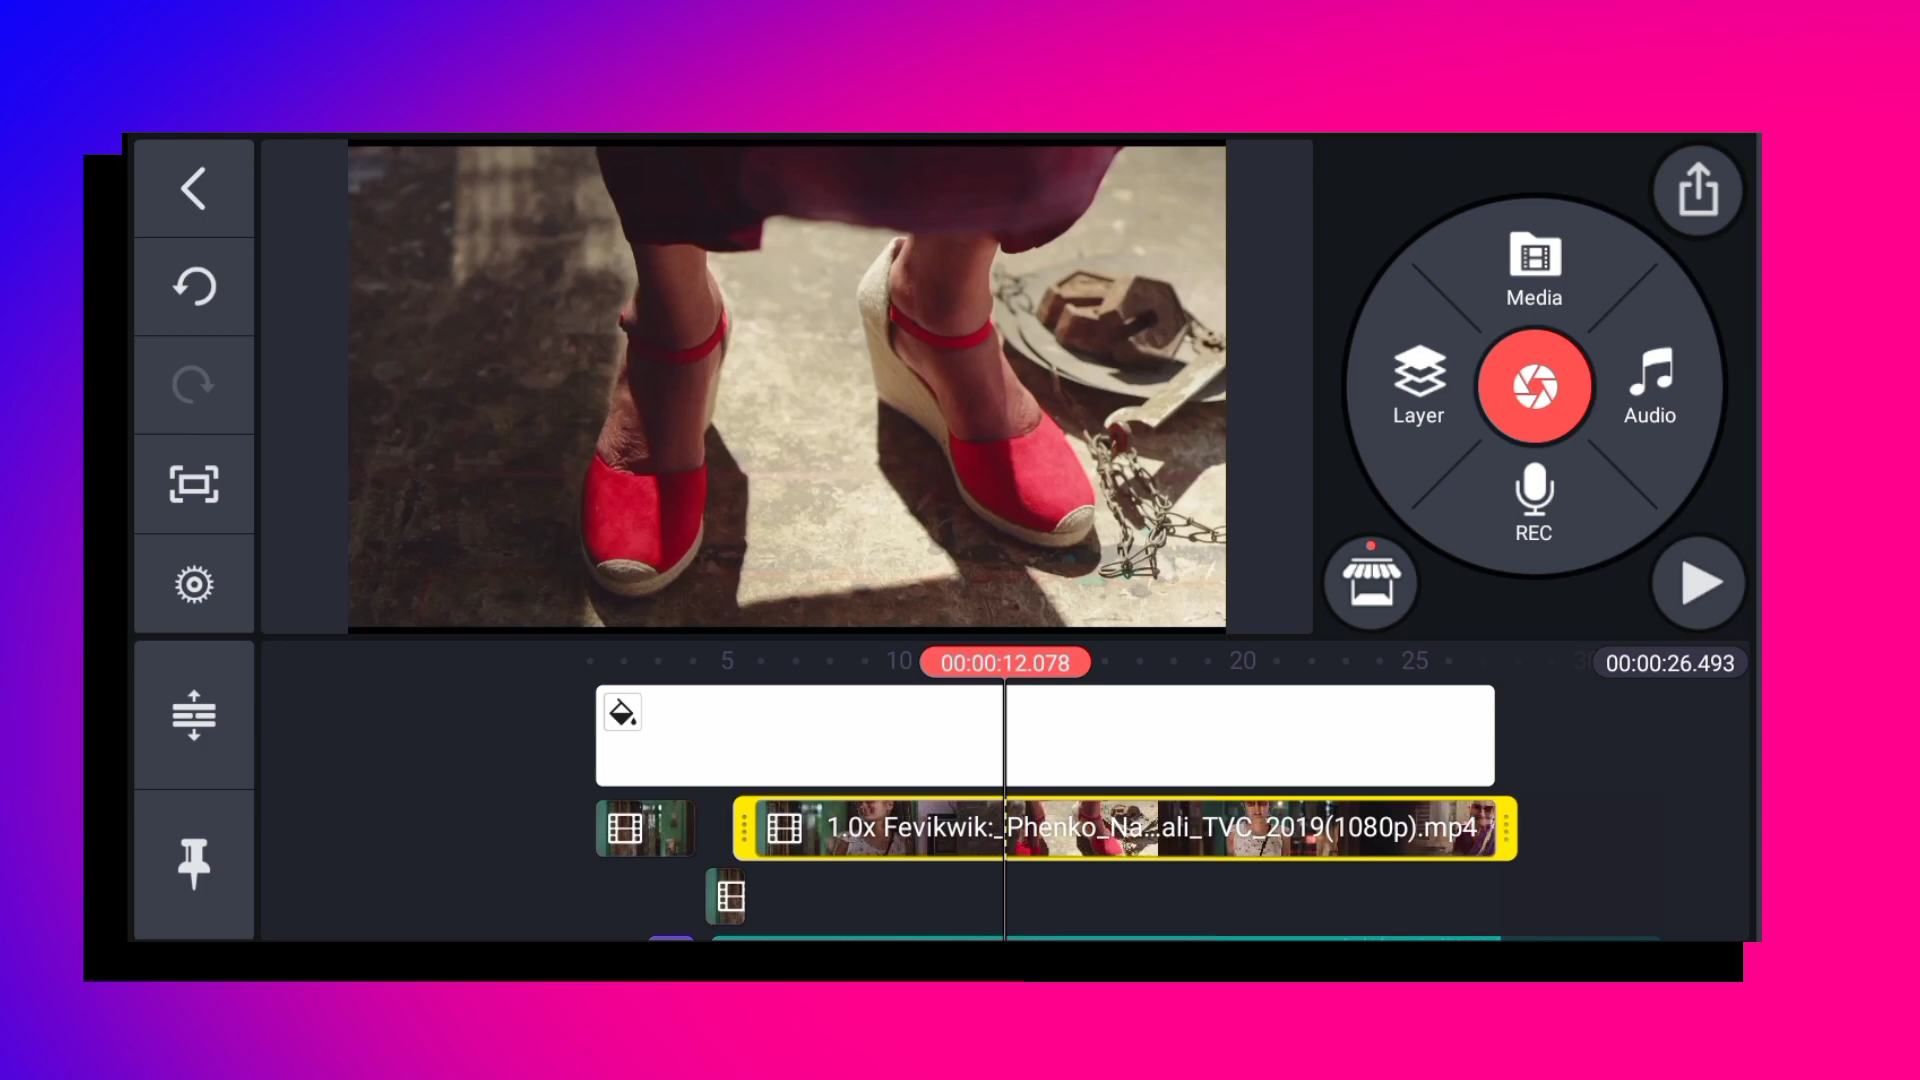 Media
Layer
Audio
REC
5
10
00:00:12.078
20
25
00:00:26.493
1.0x Fevikwik:_Phenko_Na...ali_TVC_2019(1080p).mp4